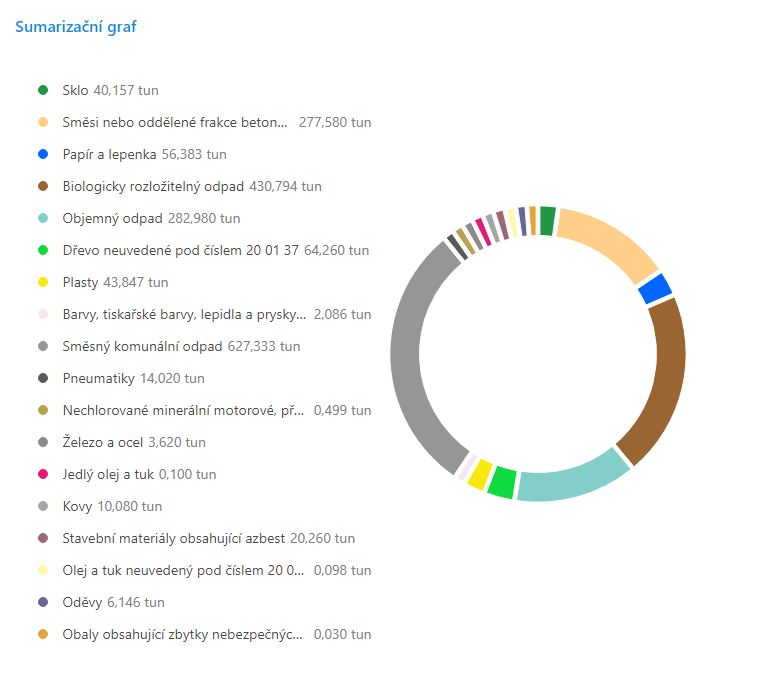 Sumarizační graf
Sklo 40,157 tun
Směsi nebo oddělené frakce beton... 277,580 tun
Papír a lepenka 56,383 tun
Biologicky rozložitelný odpad 430,794 tun
Objemný odpad 282,980 tun
Dřevo neuvedené pod číslem 20 01 37 64,260 tun
Plasty 43,847 tun
Barvy, tiskařské barvy, lepidla a prysky... 2,086 tun
Směsný komunální odpad 627,333 tun
Pneumatiky 14,020 tun
Nechlorované minerální motorové, př... 0,499 tun
Železo a ocel 3,620 tun
Jedlý olej a tuk 0,100 tun
Kovy 10,080 tun
Stavební materiály obsahující azbest 20,260 tun
Olej a tuk neuvedený pod číslem 20 0... 0,098 tun
Oděvy 6,146 tun
Obaly obsahující zbytky nebezpečnýc... 0,030 tun